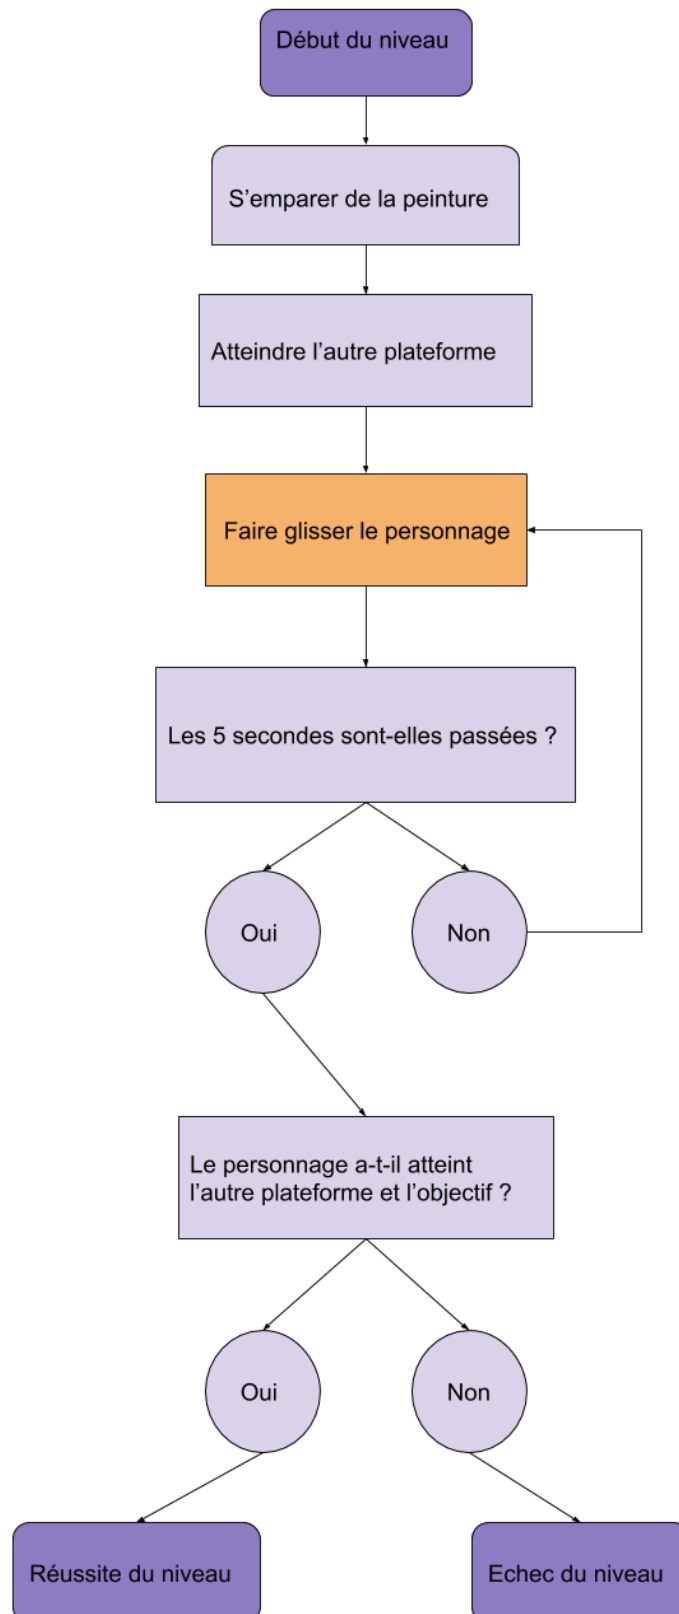 Début du niveau
S’emparer de la peinture
Atteindre l’autre plateforme
Faire glisser le personnage
Les 5 secondes sont-elles passées ?
Oui
Non
Le personnage a-t-il atteint
l’autre plateforme et l’objectif ?
Oui
Non
Réussite du niveau
Echec du niveau